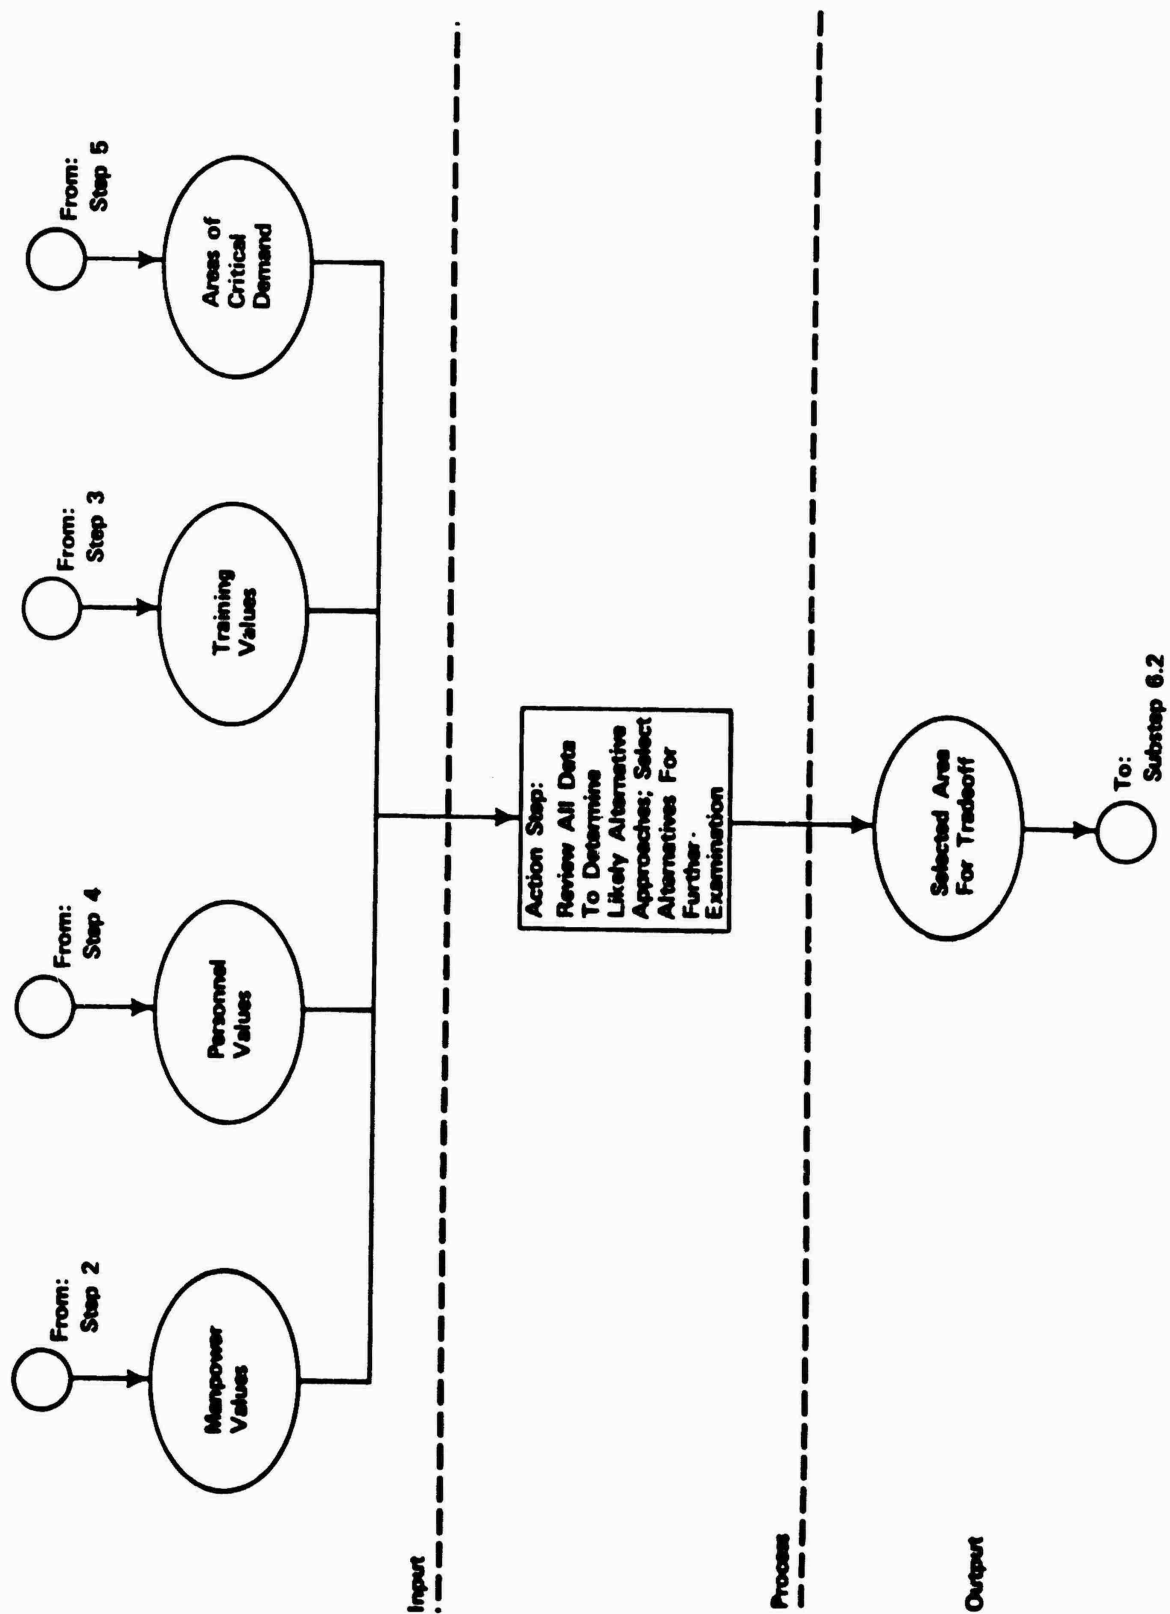 From:
Step 2
From:
Step 4
From:
Step 3
From:
Step 5
Manpower
Values
Personnel
Values
Training
Values
Areas of
Critical
Demand
Input
Action Step:
Review All Data
To Determine
Likely Alternative
Approaches; Select
Alternatives For
Further
Examination
Process
Selected Area
For Tradeoff
Output
To:
Substep 6.2